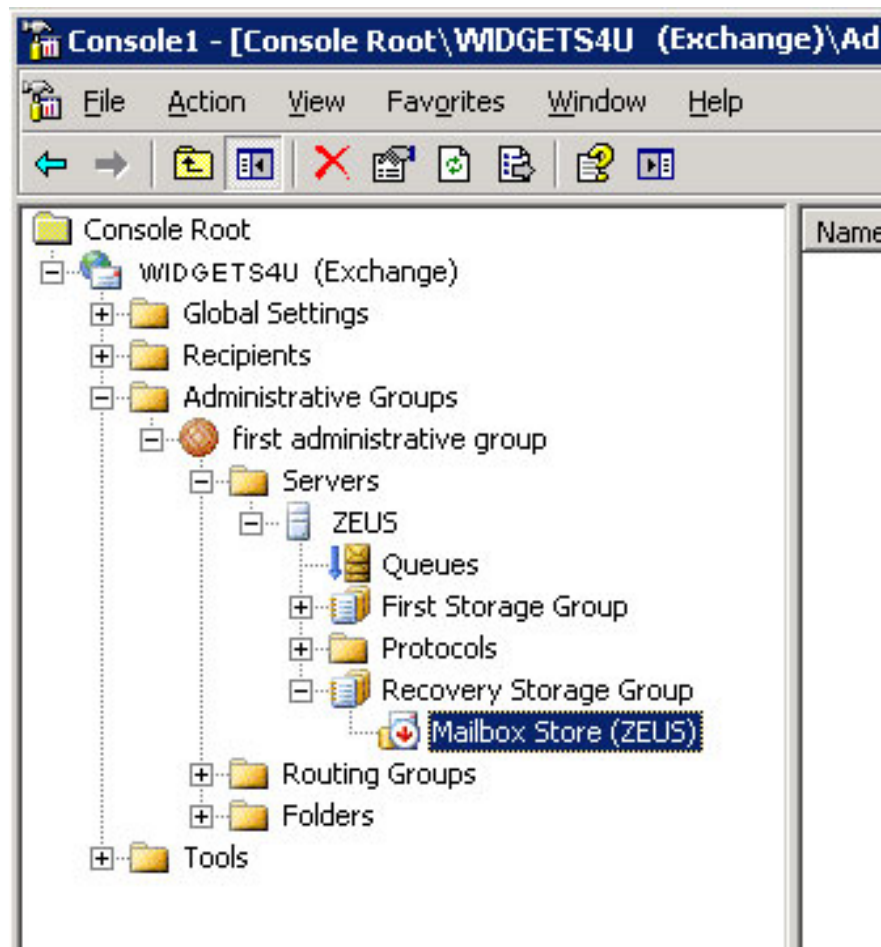 Console1 - [Console Root\WIDGETS4U (Exchange)\Ad
File Action View Favorites Window Help
Console Root
Name
WIDGETS4U (Exchange)
Global Settings
Recipients
Administrative Groups
first administrative group
Servers
ZEUS
Queues
First Storage Group
Protocols
Recovery Storage Group
Mailbox Store (ZEUS)
Routing Groups
Folders
Tools